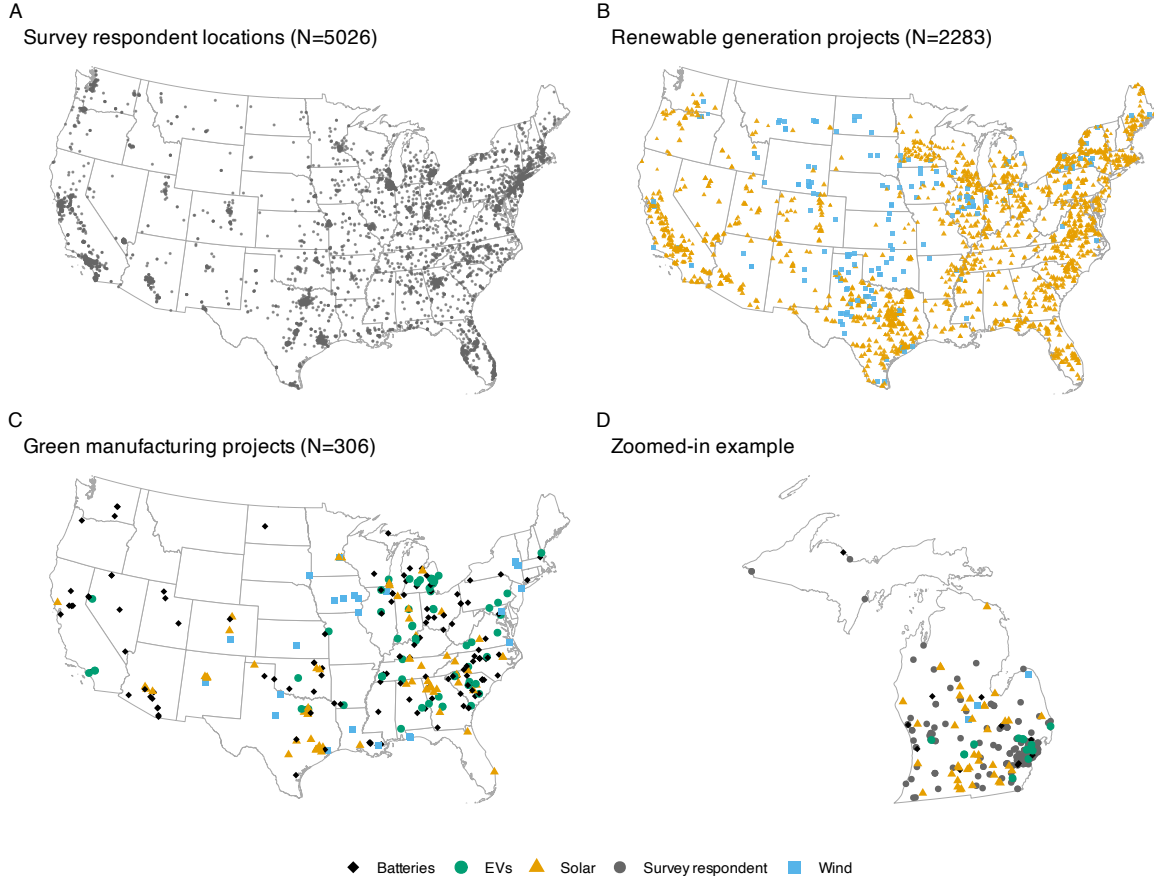 A
Survey respondent locations (N=5026)
B
Renewable generation projects (N=2283)
C
Green manufacturing projects (N=306)
D
Zoomed-in example
Batteries EVs Solar Survey respondent Wind